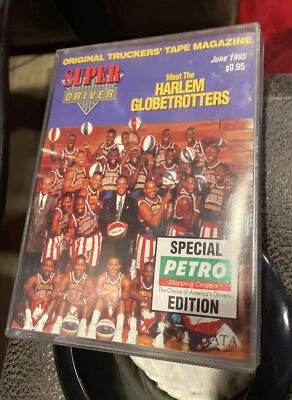 ORIGINAL TRUCKERS' TAPE MAGAZINE
SUPER
DRIVER
June 1995
$9.95
Meet The
HARLEM
GLOBETROTTERS
SPECIAL
PETRO
Stopping Centers
The Choice of America's Drivers
EDITION
ATA